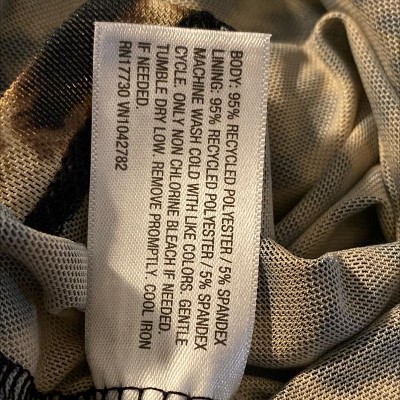 BODY: 95% RECYCLED POLYESTER / 5% SPANDEX
LINING: 95% RECYCLED POLYESTER / 5% SPANDEX
MACHINE WASH COLD WITH LIKE COLORS. GENTLE
CYCLE. ONLY NON CHLORINE BLEACH IF NEEDED.
TUMBLE DRY LOW. REMOVE PROMPTLY. COOL IRON
IF NEEDED.
RN17730 VN1042782